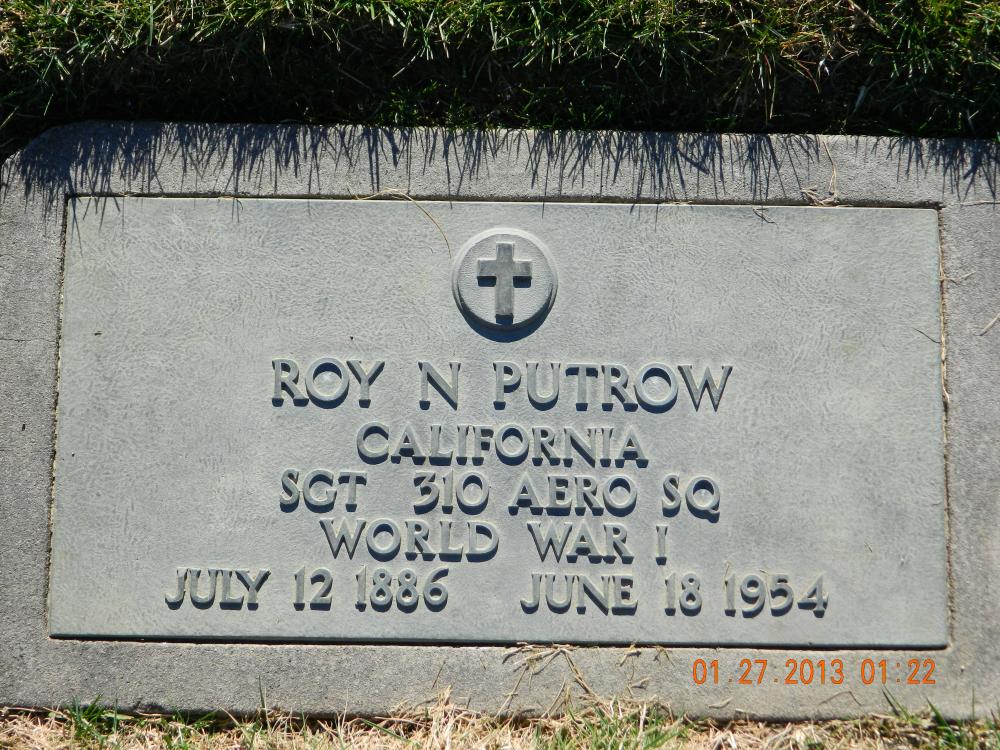 ROY N PUTROW
CALIFORNIA
SGT 310 AERO SQ
WORLD WAR I
JULY 12 1886 JUNE 18 1954
01.27.2013 01:22